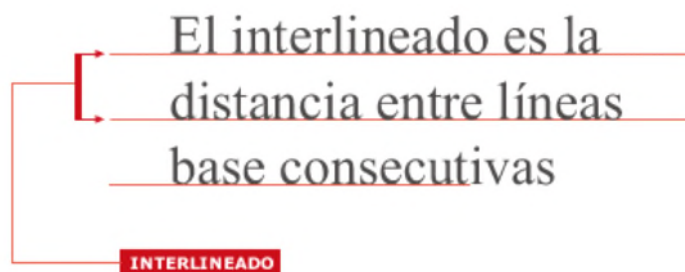 El interlineado es la
distancia entre líneas
base consecutivas
INTERLINEADO